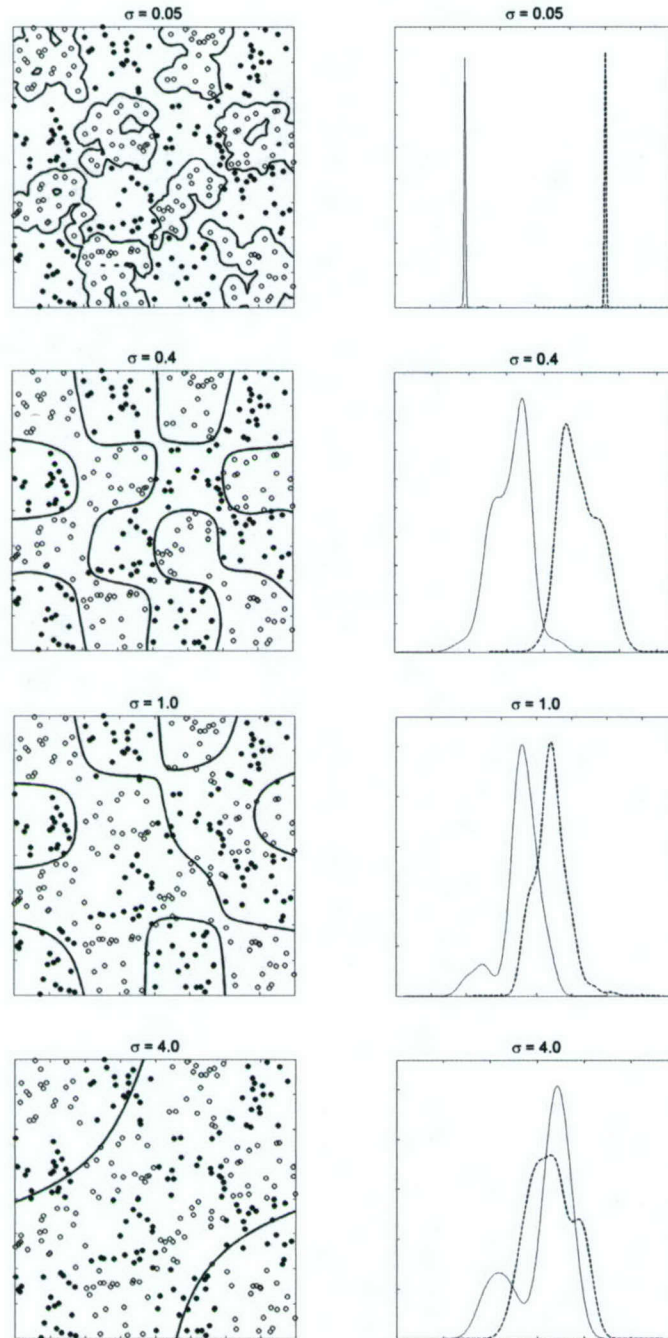 σ = 0.05
σ = 0.05
σ = 0.4
σ = 0.4
σ = 1.0
σ = 1.0
σ = 4.0
σ = 4.0